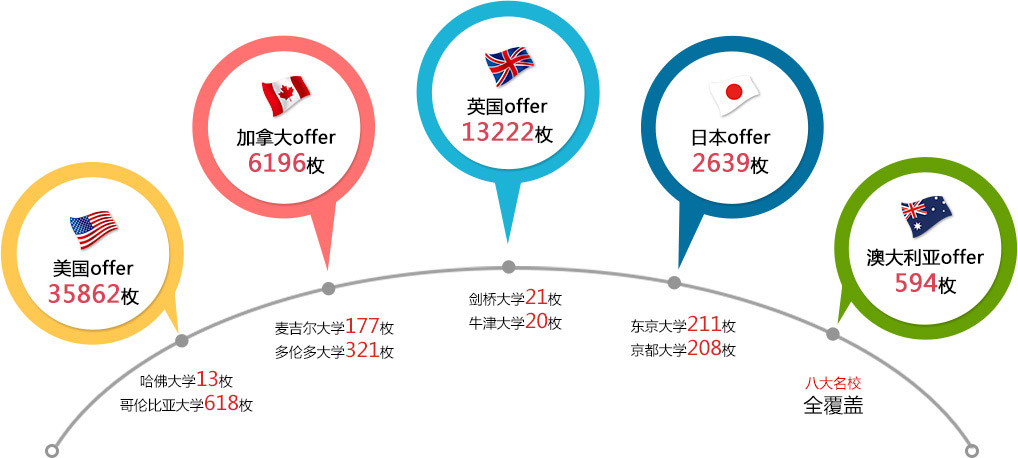 美国offer
35862枚
哈佛大学13枚
哥伦比亚大学618枚
加拿大offer
6196枚
麦吉尔大学177枚
多伦多大学321枚
英国offer
13222枚
剑桥大学21枚
牛津大学20枚
日本offer
2639枚
东京大学211枚
京都大学208枚
澳大利亚offer
594枚
八大名校
全覆盖